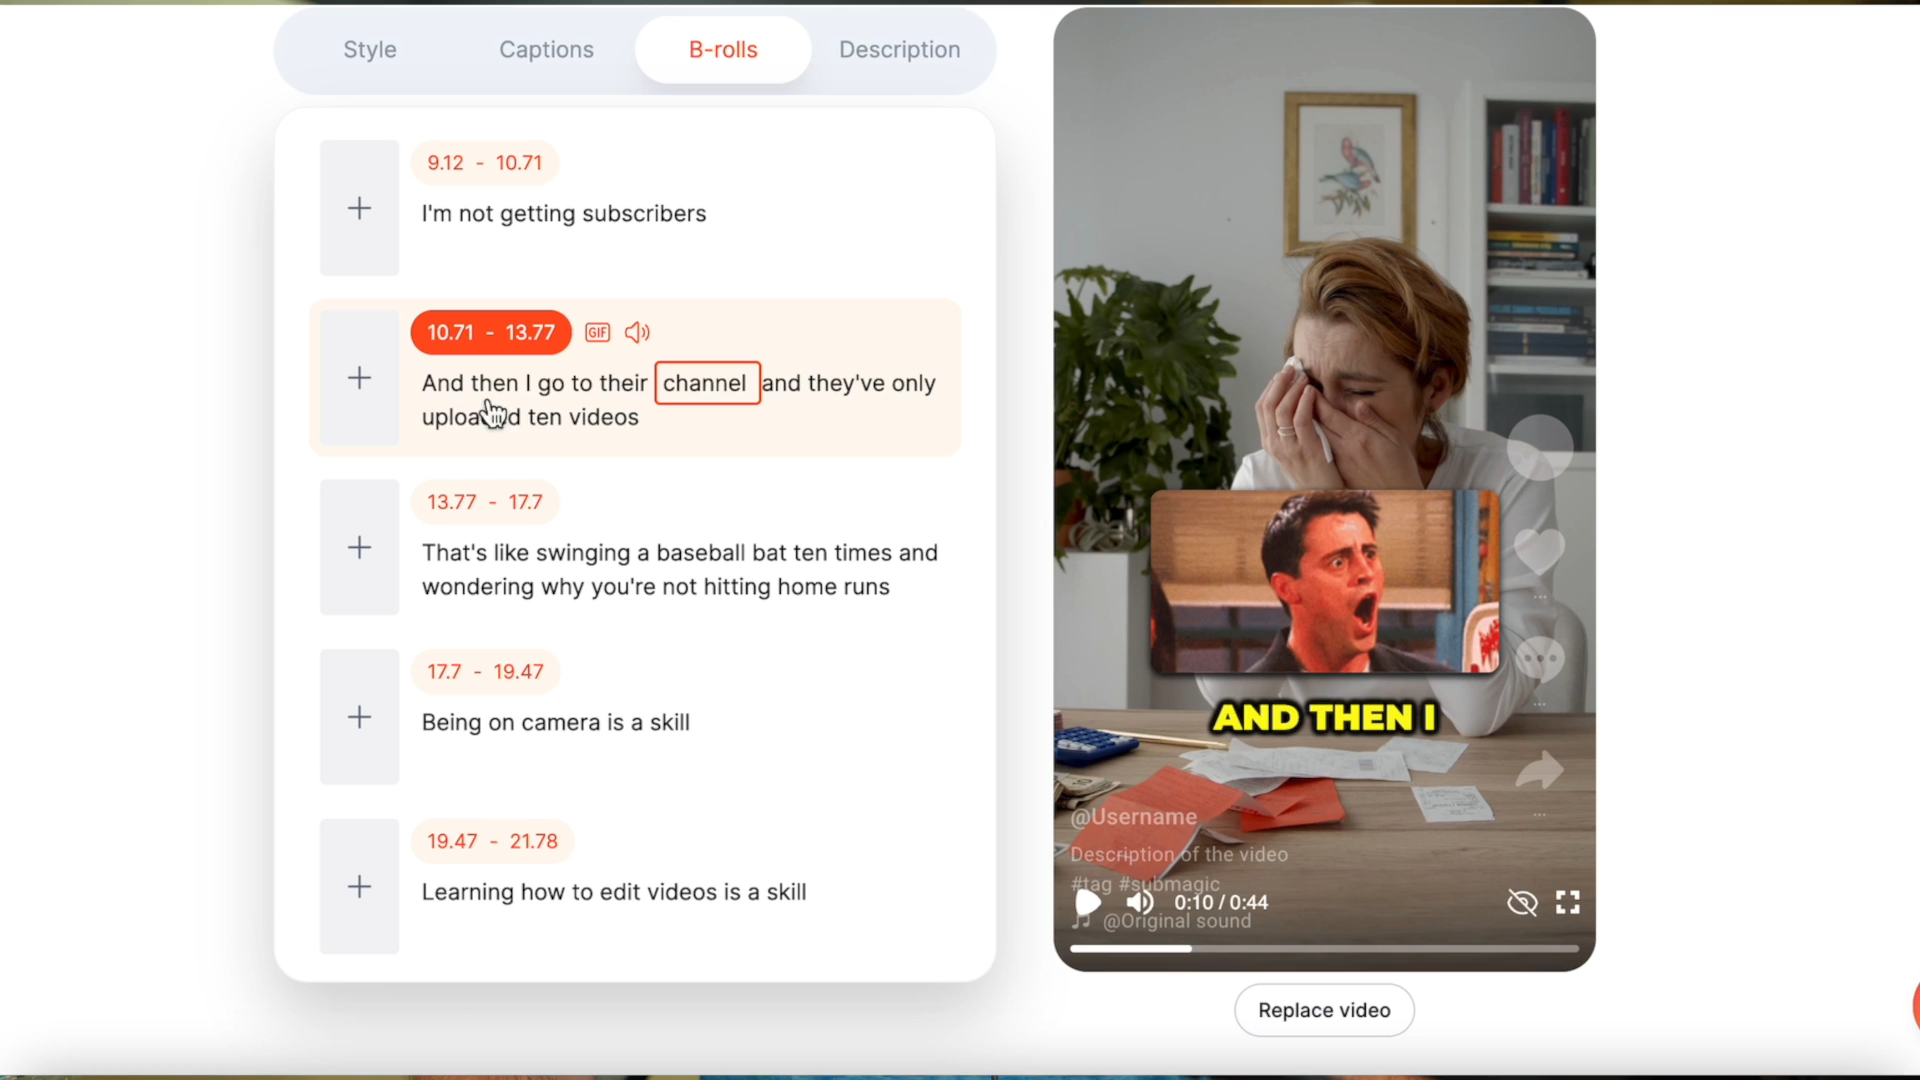 Style
Captions
B-rolls
Description
9.12 - 10.71
I'm not getting subscribers
10.71 - 13.77
GIF
And then I go to their channel and they've only
ten videos
13.77 - 17.7
That's like swinging a baseball bat ten times and
wondering why you're not hitting home runs
17.7 - 19.47
Being on camera is a skill
19.47 - 21.78
Learning how to edit videos is a skill
AND THEN I
@Username
Description of the video
#tag #submagic
0:10 / 0:44
@Original sound
Replace video